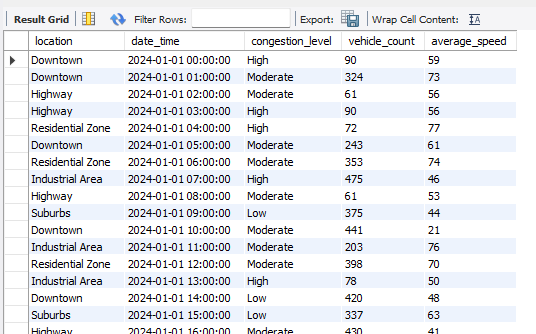 Result Grid Filter Rows: Export: Wrap Cell Content: IA
location date_time congestion_level vehicle_count average_speed
Downtown 2024-01-01 00:00:00 High 90 59
Downtown 2024-01-01 01:00:00 Moderate 324 73
Highway 2024-01-01 02:00:00 Moderate 61 56
Highway 2024-01-01 03:00:00 High 90 56
Residential Zone 2024-01-01 04:00:00 High 72 77
Downtown 2024-01-01 05:00:00 Moderate 243 61
Residential Zone 2024-01-01 06:00:00 Moderate 353 74
Industrial Area 2024-01-01 07:00:00 High 475 46
Highway 2024-01-01 08:00:00 Moderate 61 53
Suburbs 2024-01-01 09:00:00 Low 375 44
Downtown 2024-01-01 10:00:00 Moderate 441 21
Industrial Area 2024-01-01 11:00:00 Moderate 203 76
Residential Zone 2024-01-01 12:00:00 Moderate 398 70
Industrial Area 2024-01-01 13:00:00 High 78 50
Downtown 2024-01-01 14:00:00 Low 420 48
Suburbs 2024-01-01 15:00:00 Low 337 63
Highway 2024-01-01 16:00:00 Moderate 430 41